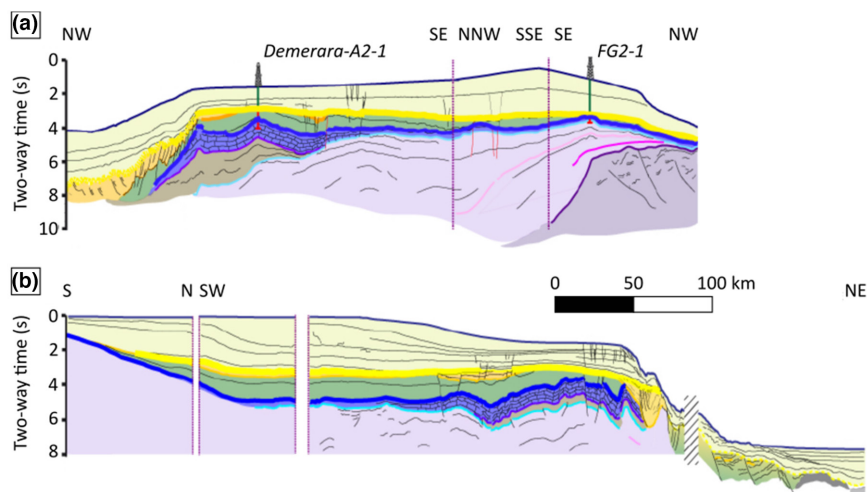 (a)
NW Demerara-A2-1 SE NNW SSE SE FG2-1 NW
Two-way time (s)
0
2
4
6
8
10
(b)
S N SW 0 50 100 km NE
Two-way time (s)
0
2
4
6
8